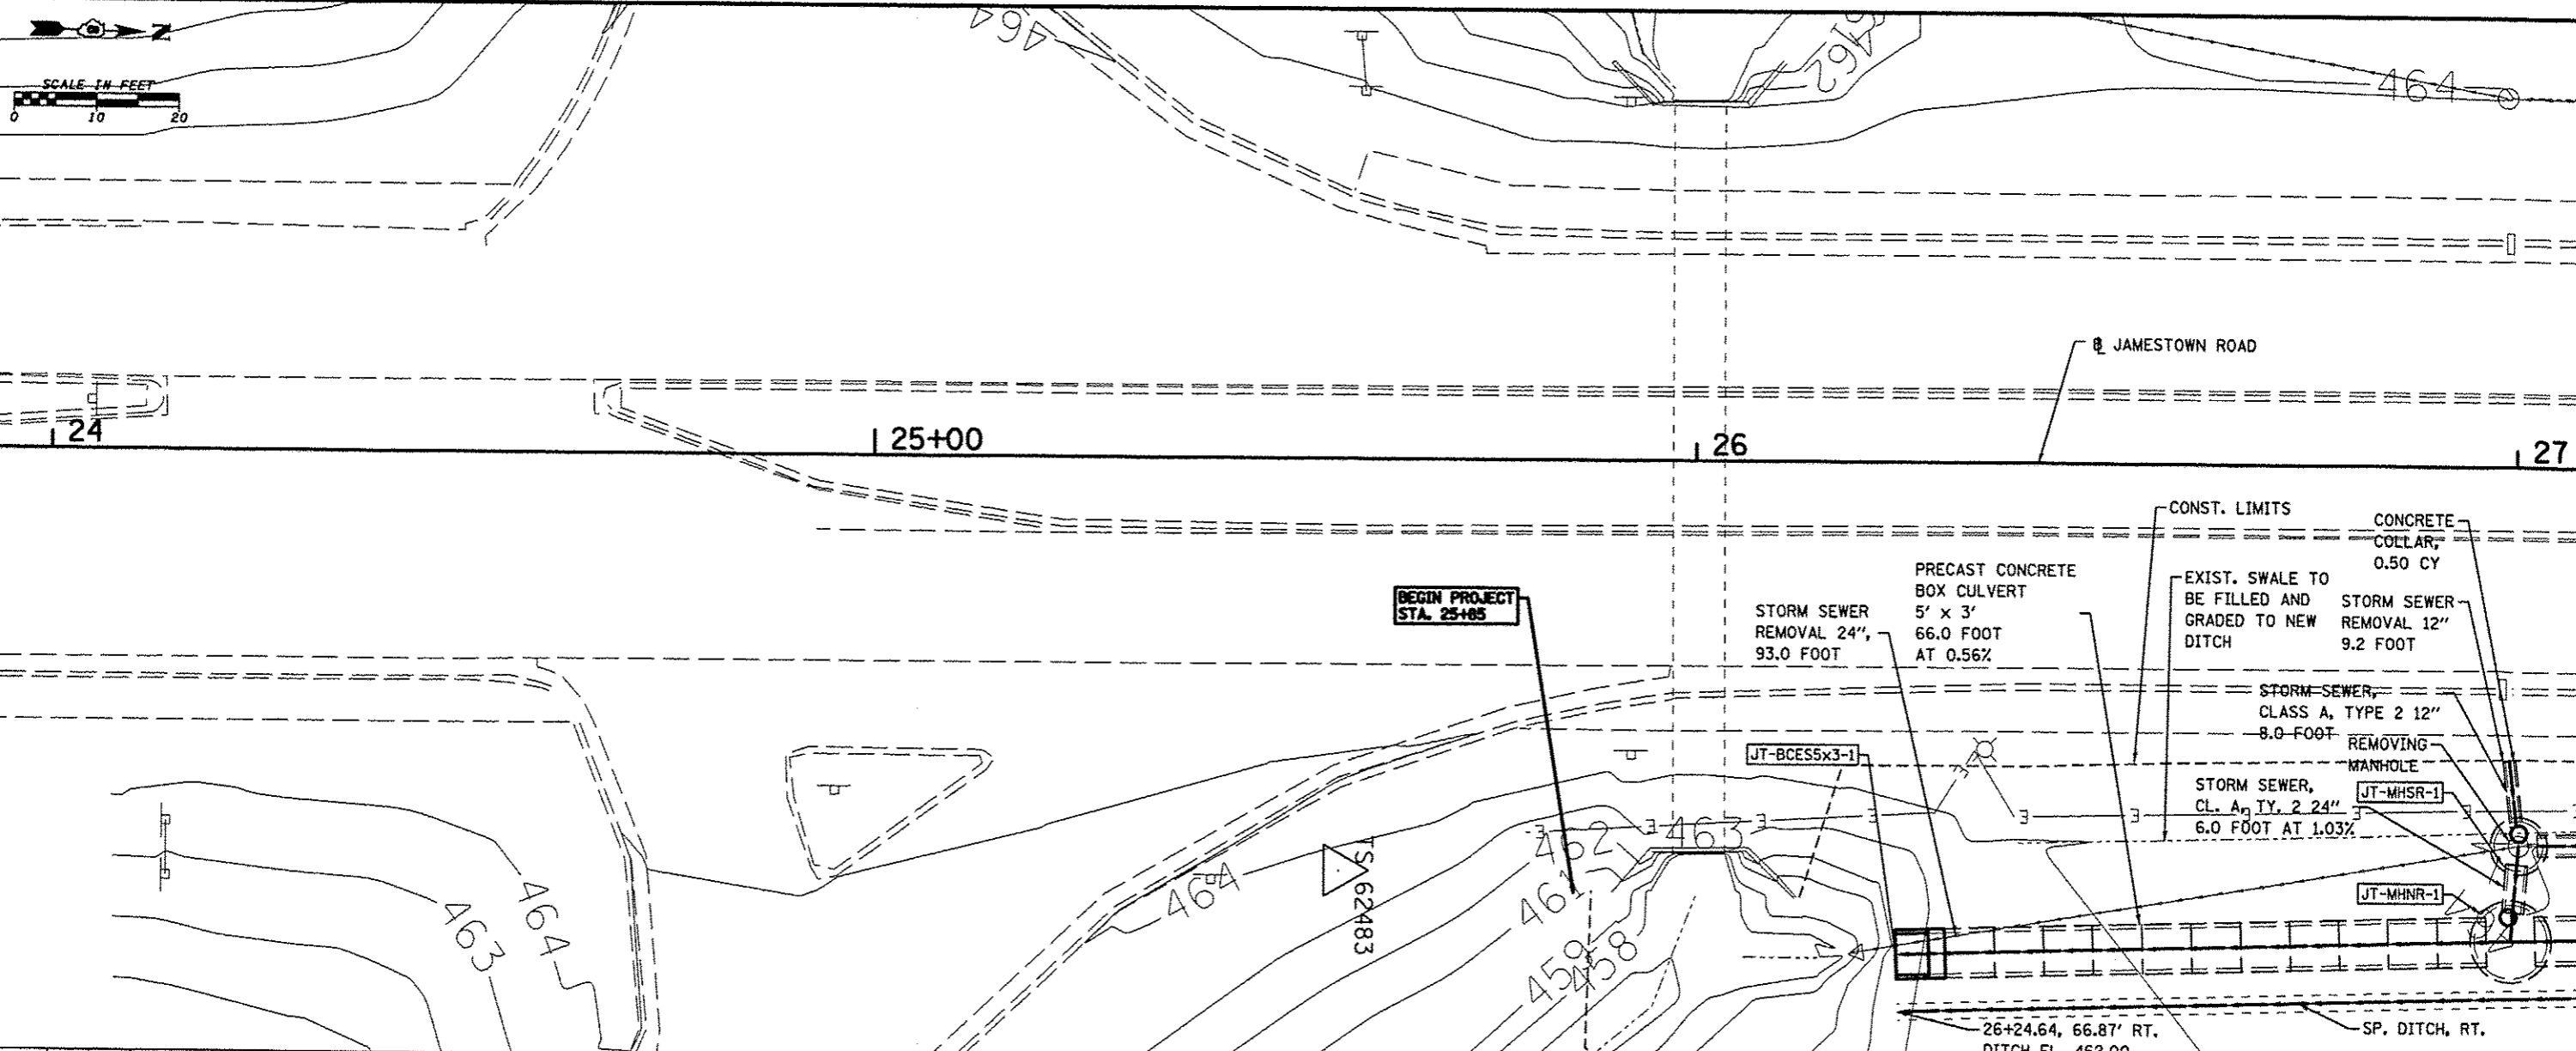 N
SCALE IN FEET
0 10 20
464
462
464
℄ JAMESTOWN ROAD
24
25+00
26
27
CONST. LIMITS
CONCRETE
COLLAR,
0.50 CY
EXIST. SWALE TO
BE FILLED AND
GRADED TO NEW
DITCH
STORM SEWER
REMOVAL 12"
9.2 FOOT
PRECAST CONCRETE
BOX CULVERT
5' x 3'
66.0 FOOT
AT 0.56%
STORM SEWER
REMOVAL 24",
93.0 FOOT
BEGIN PROJECT
STA. 25+85
STORM SEWER,
CLASS A, TYPE 2 12"
8.0 FOOT
REMOVING
MANHOLE
STORM SEWER,
CL. A, TY. 2 24"
6.0 FOOT AT 1.03%
JT-BCES5x3-1
JT-MHSR-1
JT-MHNR-1
TSA 62483
463
462
461
459
458
464
464
463
26+24.64, 66.87' RT.
SP. DITCH, RT.